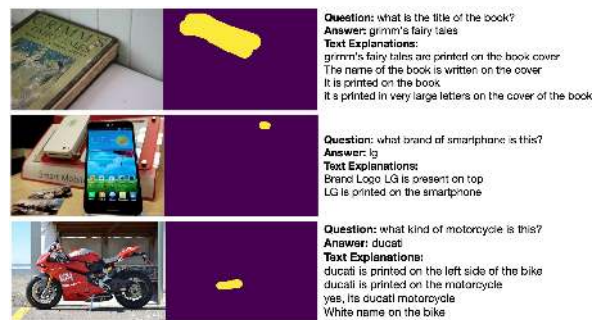 GRIMM'S
FAIRY TALES
Question: what is the title of the book?
Answer: grimm's fairy tales
Text Explanations:
grimm's fairy tales are printed on the book cover
The name of the book is written on the cover
It is printed on the book
It s printed in very large letters on the cover of the book
Smart Mobile
Question: what brand of smartphone is this?
Answer: lg
Text Explanations:
Brand Logo LG is present on top
LG is printed on the smartphone
Question: what kind of motorcycle is this?
Answer: ducati
Text Explanations:
ducati is printed on the left side of the bike
ducati is printed on the motorcycle
yes, its ducati motorcycle
White name on the bike